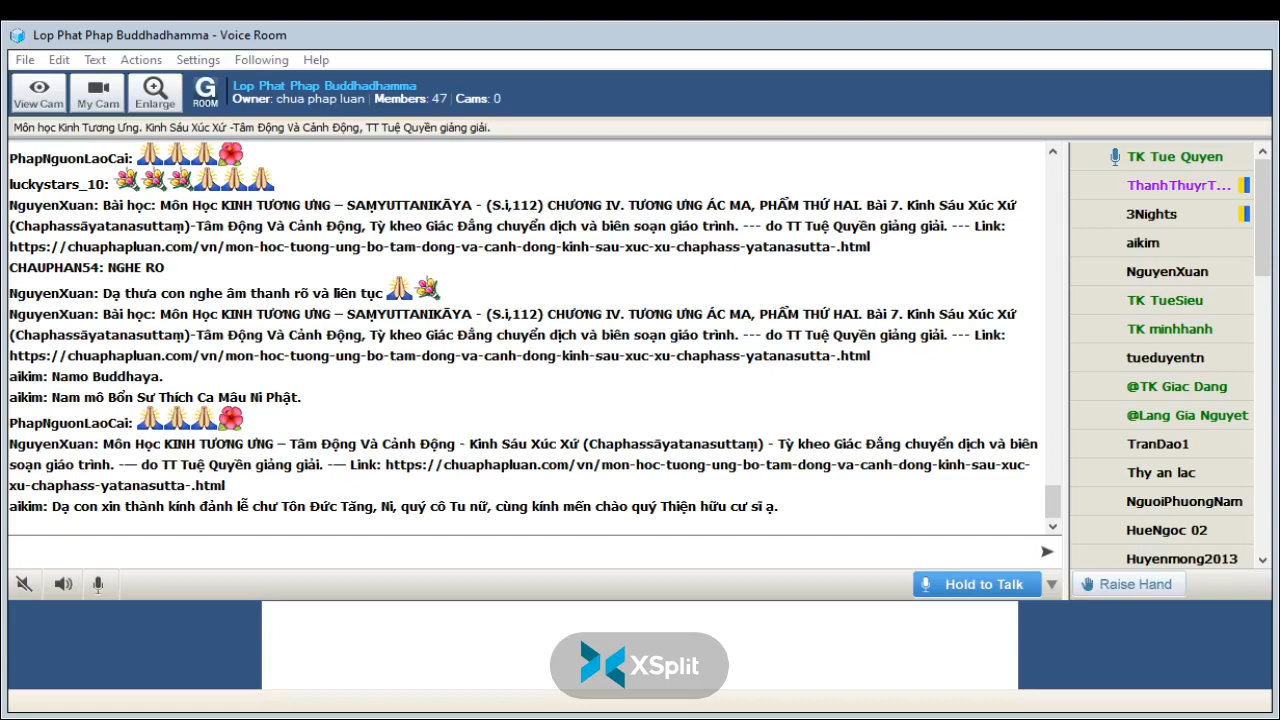 Lop Phat Phap Buddhadhamma - Voice Room
File Edit Text Actions Settings Following Help
View Cam My Cam Enlarge G ROOM
Lop Phat Phap Buddhadhamma
Owner: chua phap luan | Members: 47 | Cams: 0
Môn học Kinh Tương Ưng. Kinh Sáu Xúc Xứ -Tâm Động Và Cảnh Động, TT Tuệ Quyền giảng giải.
PhapNguonLaoCai:
luckystars_10:
NguyenXuan: Bài học: Môn Học KINH TƯƠNG ƯNG – SAṂYUTTANIKĀYA - (S.i,112) CHƯƠNG IV. TƯƠNG ƯNG ÁC MA, PHẨM THỨ HAI. Bài 7. Kinh Sáu Xúc Xứ
(Chaphassāyatanasuttaṃ)-Tâm Động Và Cảnh Động, Tỳ kheo Giác Đẳng chuyển dịch và biên soạn giáo trình. --- do TT Tuệ Quyền giảng giải. --- Link:
https://chuaphapluan.com/vn/mon-hoc-tuong-ung-bo-tam-dong-va-canh-dong-kinh-sau-xuc-xu-chaphass-yatanasutta-.html
CHAUPHAN54: NGHE RO
NguyenXuan: Dạ thưa con nghe âm thanh rõ và liên tục
NguyenXuan: Bài học: Môn Học KINH TƯƠNG ƯNG – SAṂYUTTANIKĀYA - (S.i,112) CHƯƠNG IV. TƯƠNG ƯNG ÁC MA, PHẨM THỨ HAI. Bài 7. Kinh Sáu Xúc Xứ
(Chaphassāyatanasuttaṃ)-Tâm Động Và Cảnh Động, Tỳ kheo Giác Đẳng chuyển dịch và biên soạn giáo trình. --- do TT Tuệ Quyền giảng giải. --- Link:
https://chuaphapluan.com/vn/mon-hoc-tuong-ung-bo-tam-dong-va-canh-dong-kinh-sau-xuc-xu-chaphass-yatanasutta-.html
aikim: Namo Buddhaya.
aikim: Nam mô Bổn Sư Thích Ca Mâu Ni Phật.
PhapNguonLaoCai:
NguyenXuan: Môn Học KINH TƯƠNG ƯNG – Tâm Động Và Cảnh Động - Kinh Sáu Xúc Xứ (Chaphassāyatanasuttaṃ) - Tỳ kheo Giác Đẳng chuyển dịch và biên
soạn giáo trình. -–- do TT Tuệ Quyền giảng giải. -–- Link: https://chuaphapluan.com/vn/mon-hoc-tuong-ung-bo-tam-dong-va-canh-dong-kinh-sau-xuc-
xu-chaphass-yatanasutta-.html
aikim: Dạ con xin thành kính đảnh lễ chư Tôn Đức Tăng, Ni, quý cô Tu nữ, cùng kính mến chào quý Thiện hữu cư sĩ ạ.
TK Tue Quyen
ThanhThuyrT...
3Nights
aikim
NguyenXuan
TK TueSieu
TK minhhanh
tueduyentn
@TK Giac Dang
@Lang Gia Nguyet
TranDao1
Thy an lac
NguoiPhuongNam
HueNgoc 02
Huyenmong2013
Hold to Talk
Raise Hand
XSplit